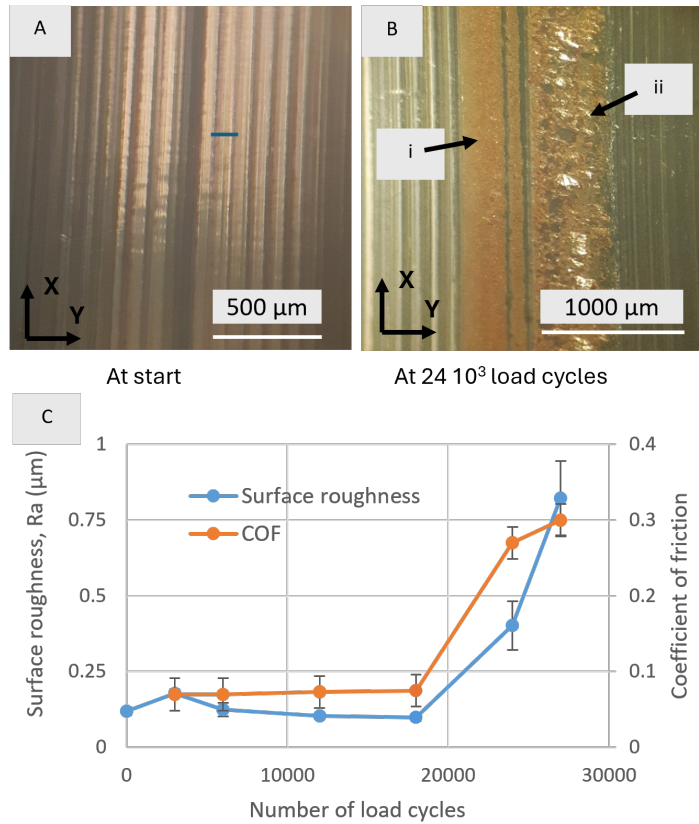 A
B
i
ii
X
Y
500 µm
X
Y
1000 µm
At start
At 24 10³ load cycles
C
Surface roughness, Ra (µm)
1
0.75
0.5
0.25
0
Surface roughness
COF
0.4
0.3
0.2
0.1
0
Coefficient of friction
0
10000
20000
30000
Number of load cycles